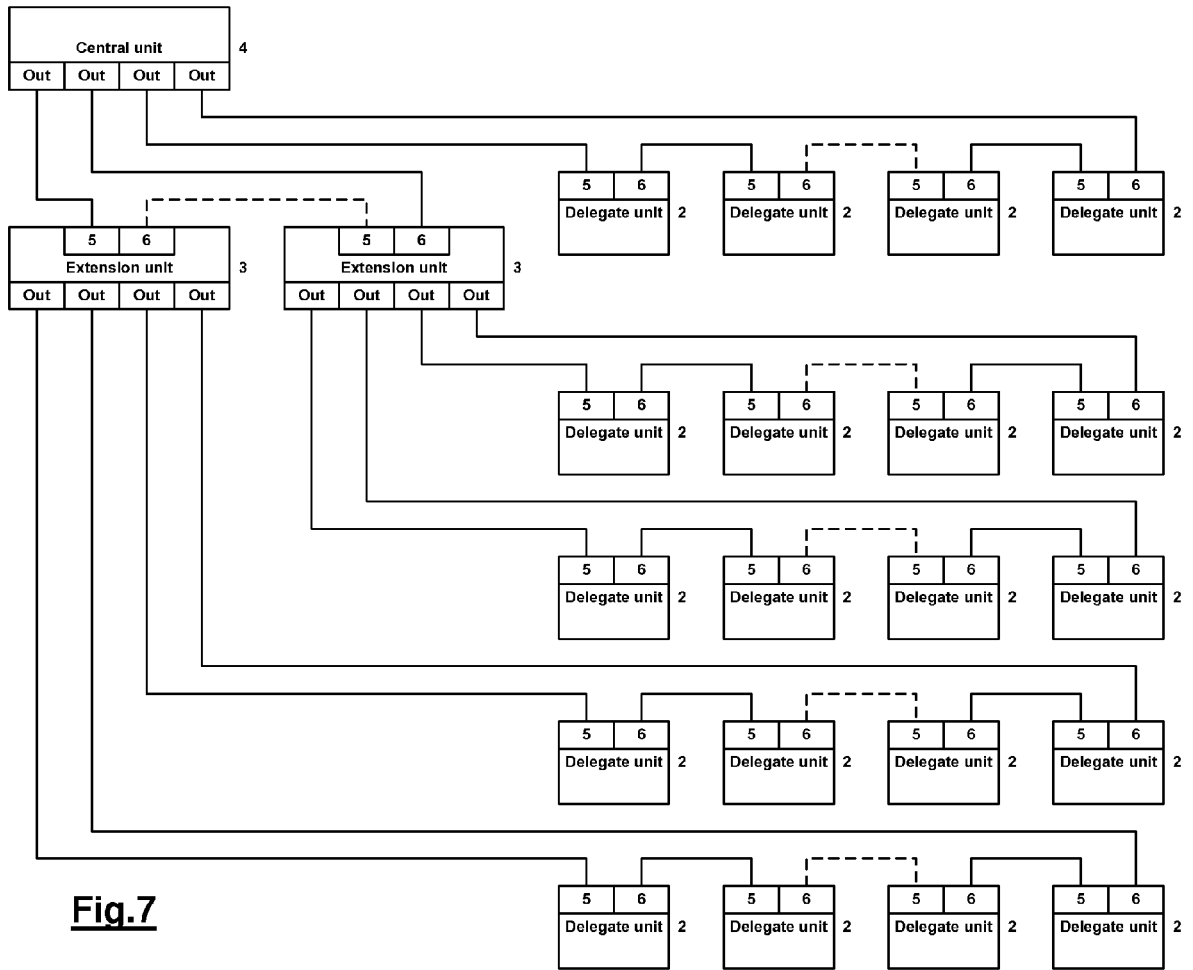 Central unit 4
Out Out Out Out
5 6 5 6 5 6 5 6
Delegate unit 2 Delegate unit 2 Delegate unit 2 Delegate unit 2
5 6 5 6
Extension unit 3 Extension unit 3
Out Out Out Out Out Out Out Out
5 6 5 6 5 6 5 6
Delegate unit 2 Delegate unit 2 Delegate unit 2 Delegate unit 2
5 6 5 6 5 6 5 6
Delegate unit 2 Delegate unit 2 Delegate unit 2 Delegate unit 2
5 6 5 6 5 6 5 6
Delegate unit 2 Delegate unit 2 Delegate unit 2 Delegate unit 2
5 6 5 6 5 6 5 6
Delegate unit 2 Delegate unit 2 Delegate unit 2 Delegate unit 2
Fig.7